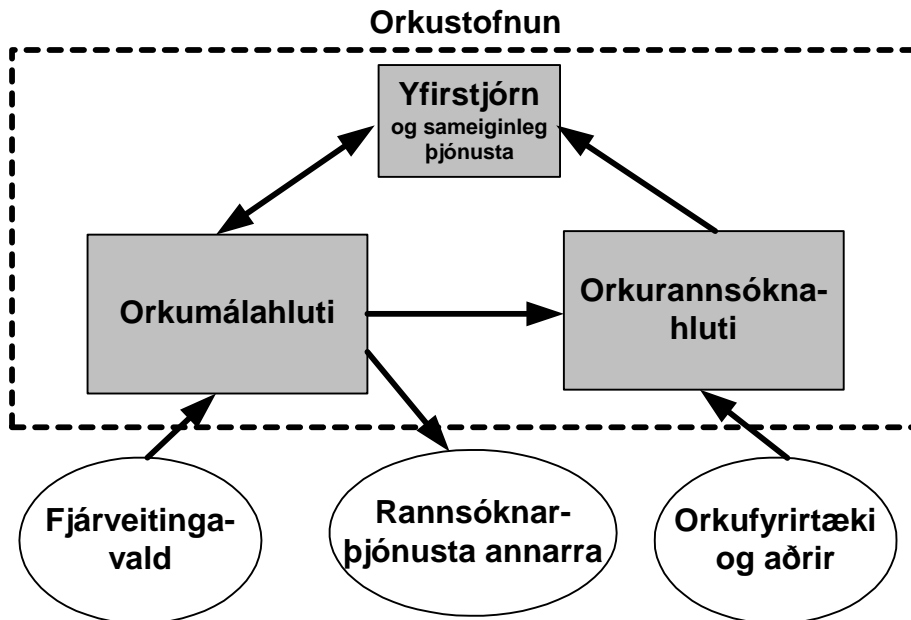 Orkustofnun
Yfirstjórn
og sameiginleg
þjónusta
Orkumálahluti
Orkurannsókna-
hluti
Fjárveitinga-
vald
Rannsóknar-
þjónusta annarra
Orkufyrirtæki
og aðrir